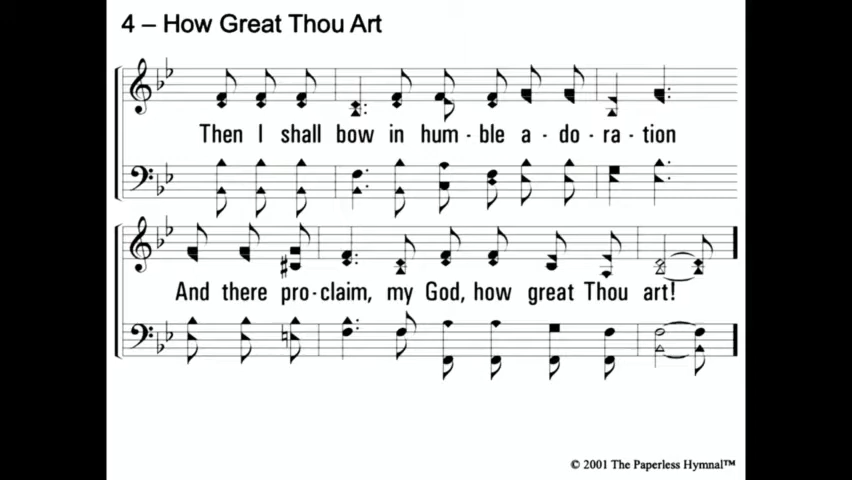 4 – How Great Thou Art
Then I shall bow in hum - ble a - do - ra - tion
And there pro - claim, my God, how great Thou art!
© 2001 The Paperless Hymnal™